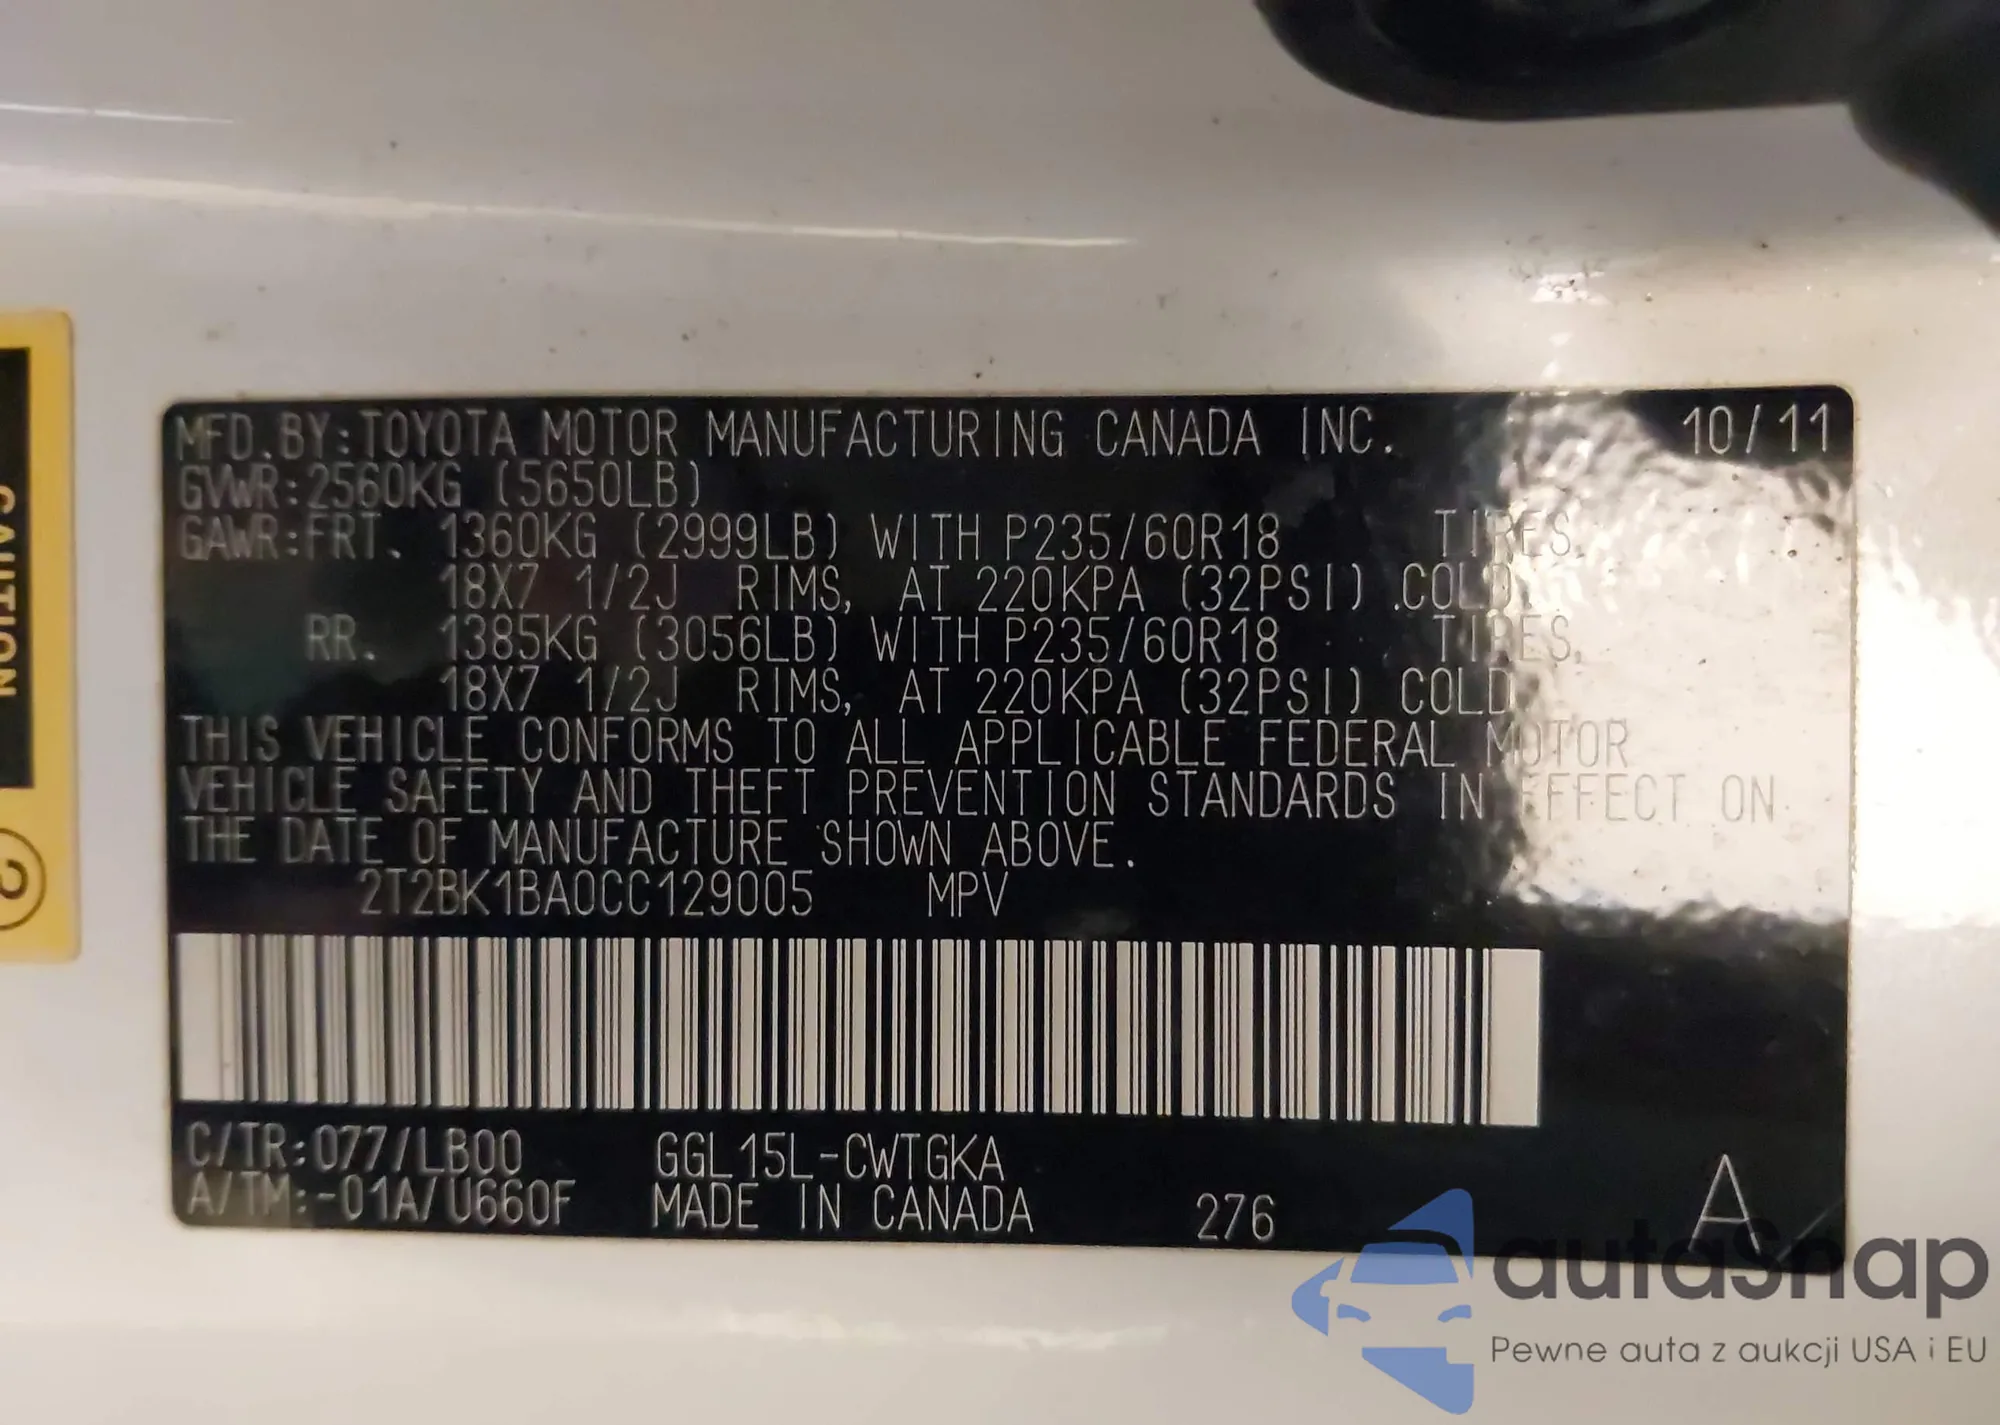 MFD.BY:TOYOTA MOTOR MANUFACTURING CANADA INC. 10/11
GVWR:2560KG (5650LB)
GAWR:FRT. 1360KG (2999LB) WITH P235/60R18 TIRES,
18X7 1/2J RIMS, AT 220KPA (32PSI) .COLD.
RR. 1385KG (3056LB) WITH P235/60R18 TIRES,
18X7 1/2J RIMS, AT 220KPA (32PSI) COLD.
THIS VEHICLE CONFORMS TO ALL APPLICABLE FEDERAL MOTOR
VEHICLE SAFETY AND THEFT PREVENTION STANDARDS IN EFFECT ON
THE DATE OF MANUFACTURE SHOWN ABOVE.
2T2BK1BA0CC129005 MPV
C/TR:077/LB00 GGL15L-CWTGKA
A/TM:-01A/U660F MADE IN CANADA 276 A
CAUTION
2
autaSnap
Pewne auta z aukcji USA i EU